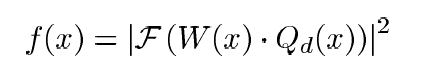 f(x) = |ℱ(W(x) · Q_d(x))|²